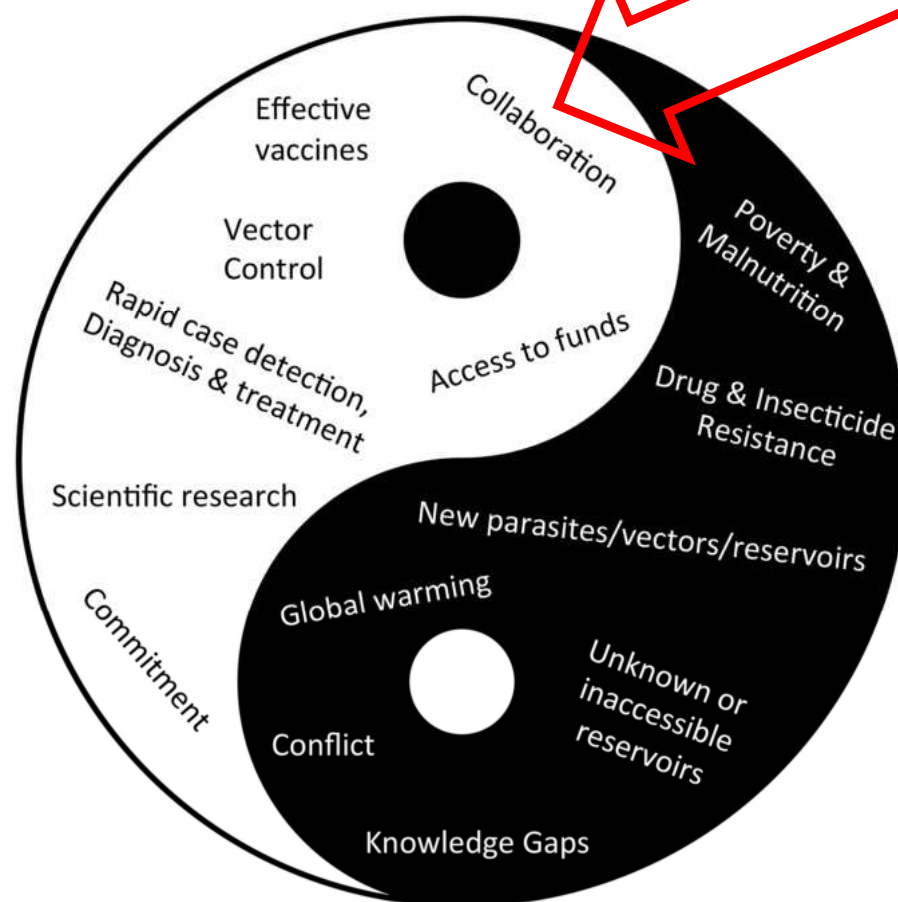 Collaboration
Effective
vaccines
Vector
Control
Rapid case detection,
Diagnosis & treatment
Access to funds
Scientific research
Commitment
Poverty &
Malnutrition
Drug & Insecticide
Resistance
New parasites/vectors/reservoirs
Global warming
Unknown or
inaccessible
reservoirs
Conflict
Knowledge Gaps